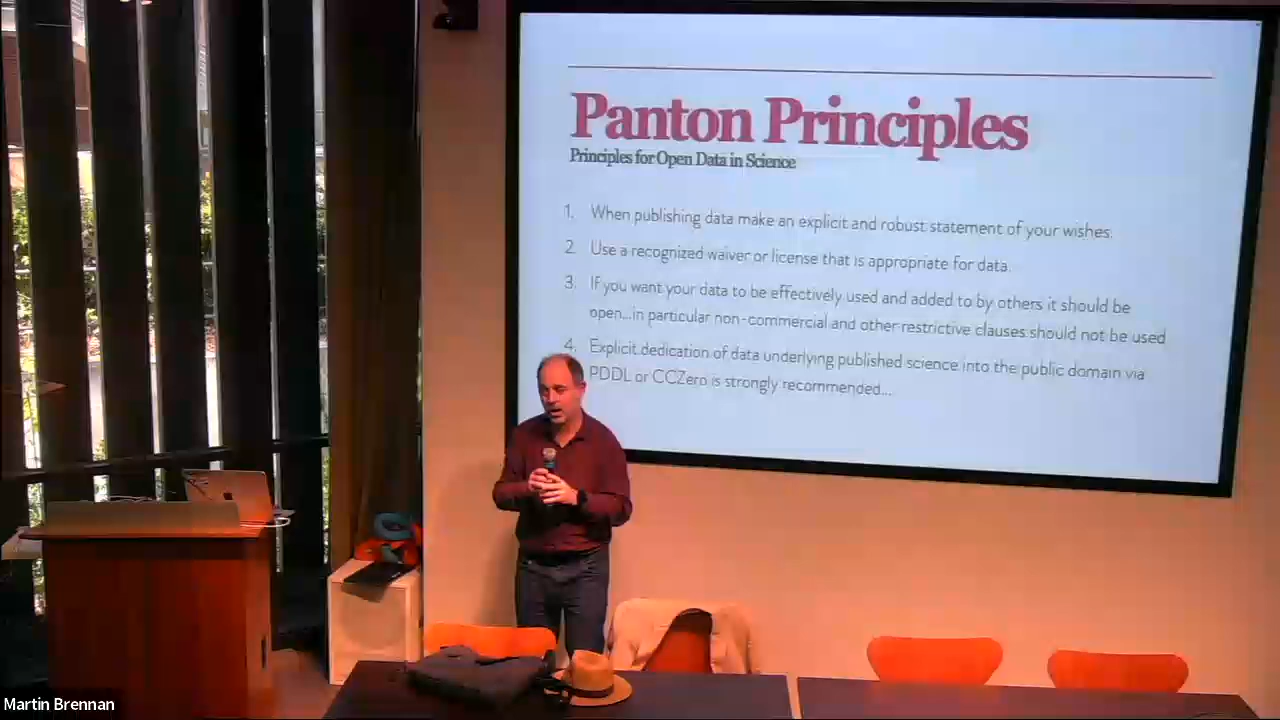 Panton Principles
Principles for Open Data in Science
1. When publishing data make an explicit and robust statement of your wishes.
2. Use a recognized waiver or license that is appropriate for data.
3. If you want your data to be effectively used and added to by others it should be
open...in particular non-commercial and other restrictive clauses should not be used
4. Explicit dedication of data underlying published science into the public domain via
PDDL or CCZero is strongly recommended...
Martin Brennan